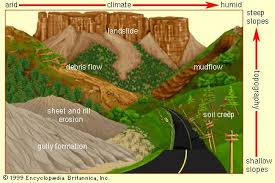 arid climate humid
steep
slopes
landslide
debris flow
mudflow
topography
sheet and rill
erosion
soil creep
gully formation
shallow
slopes
© 1999 Encyclopædia Britannica, Inc.